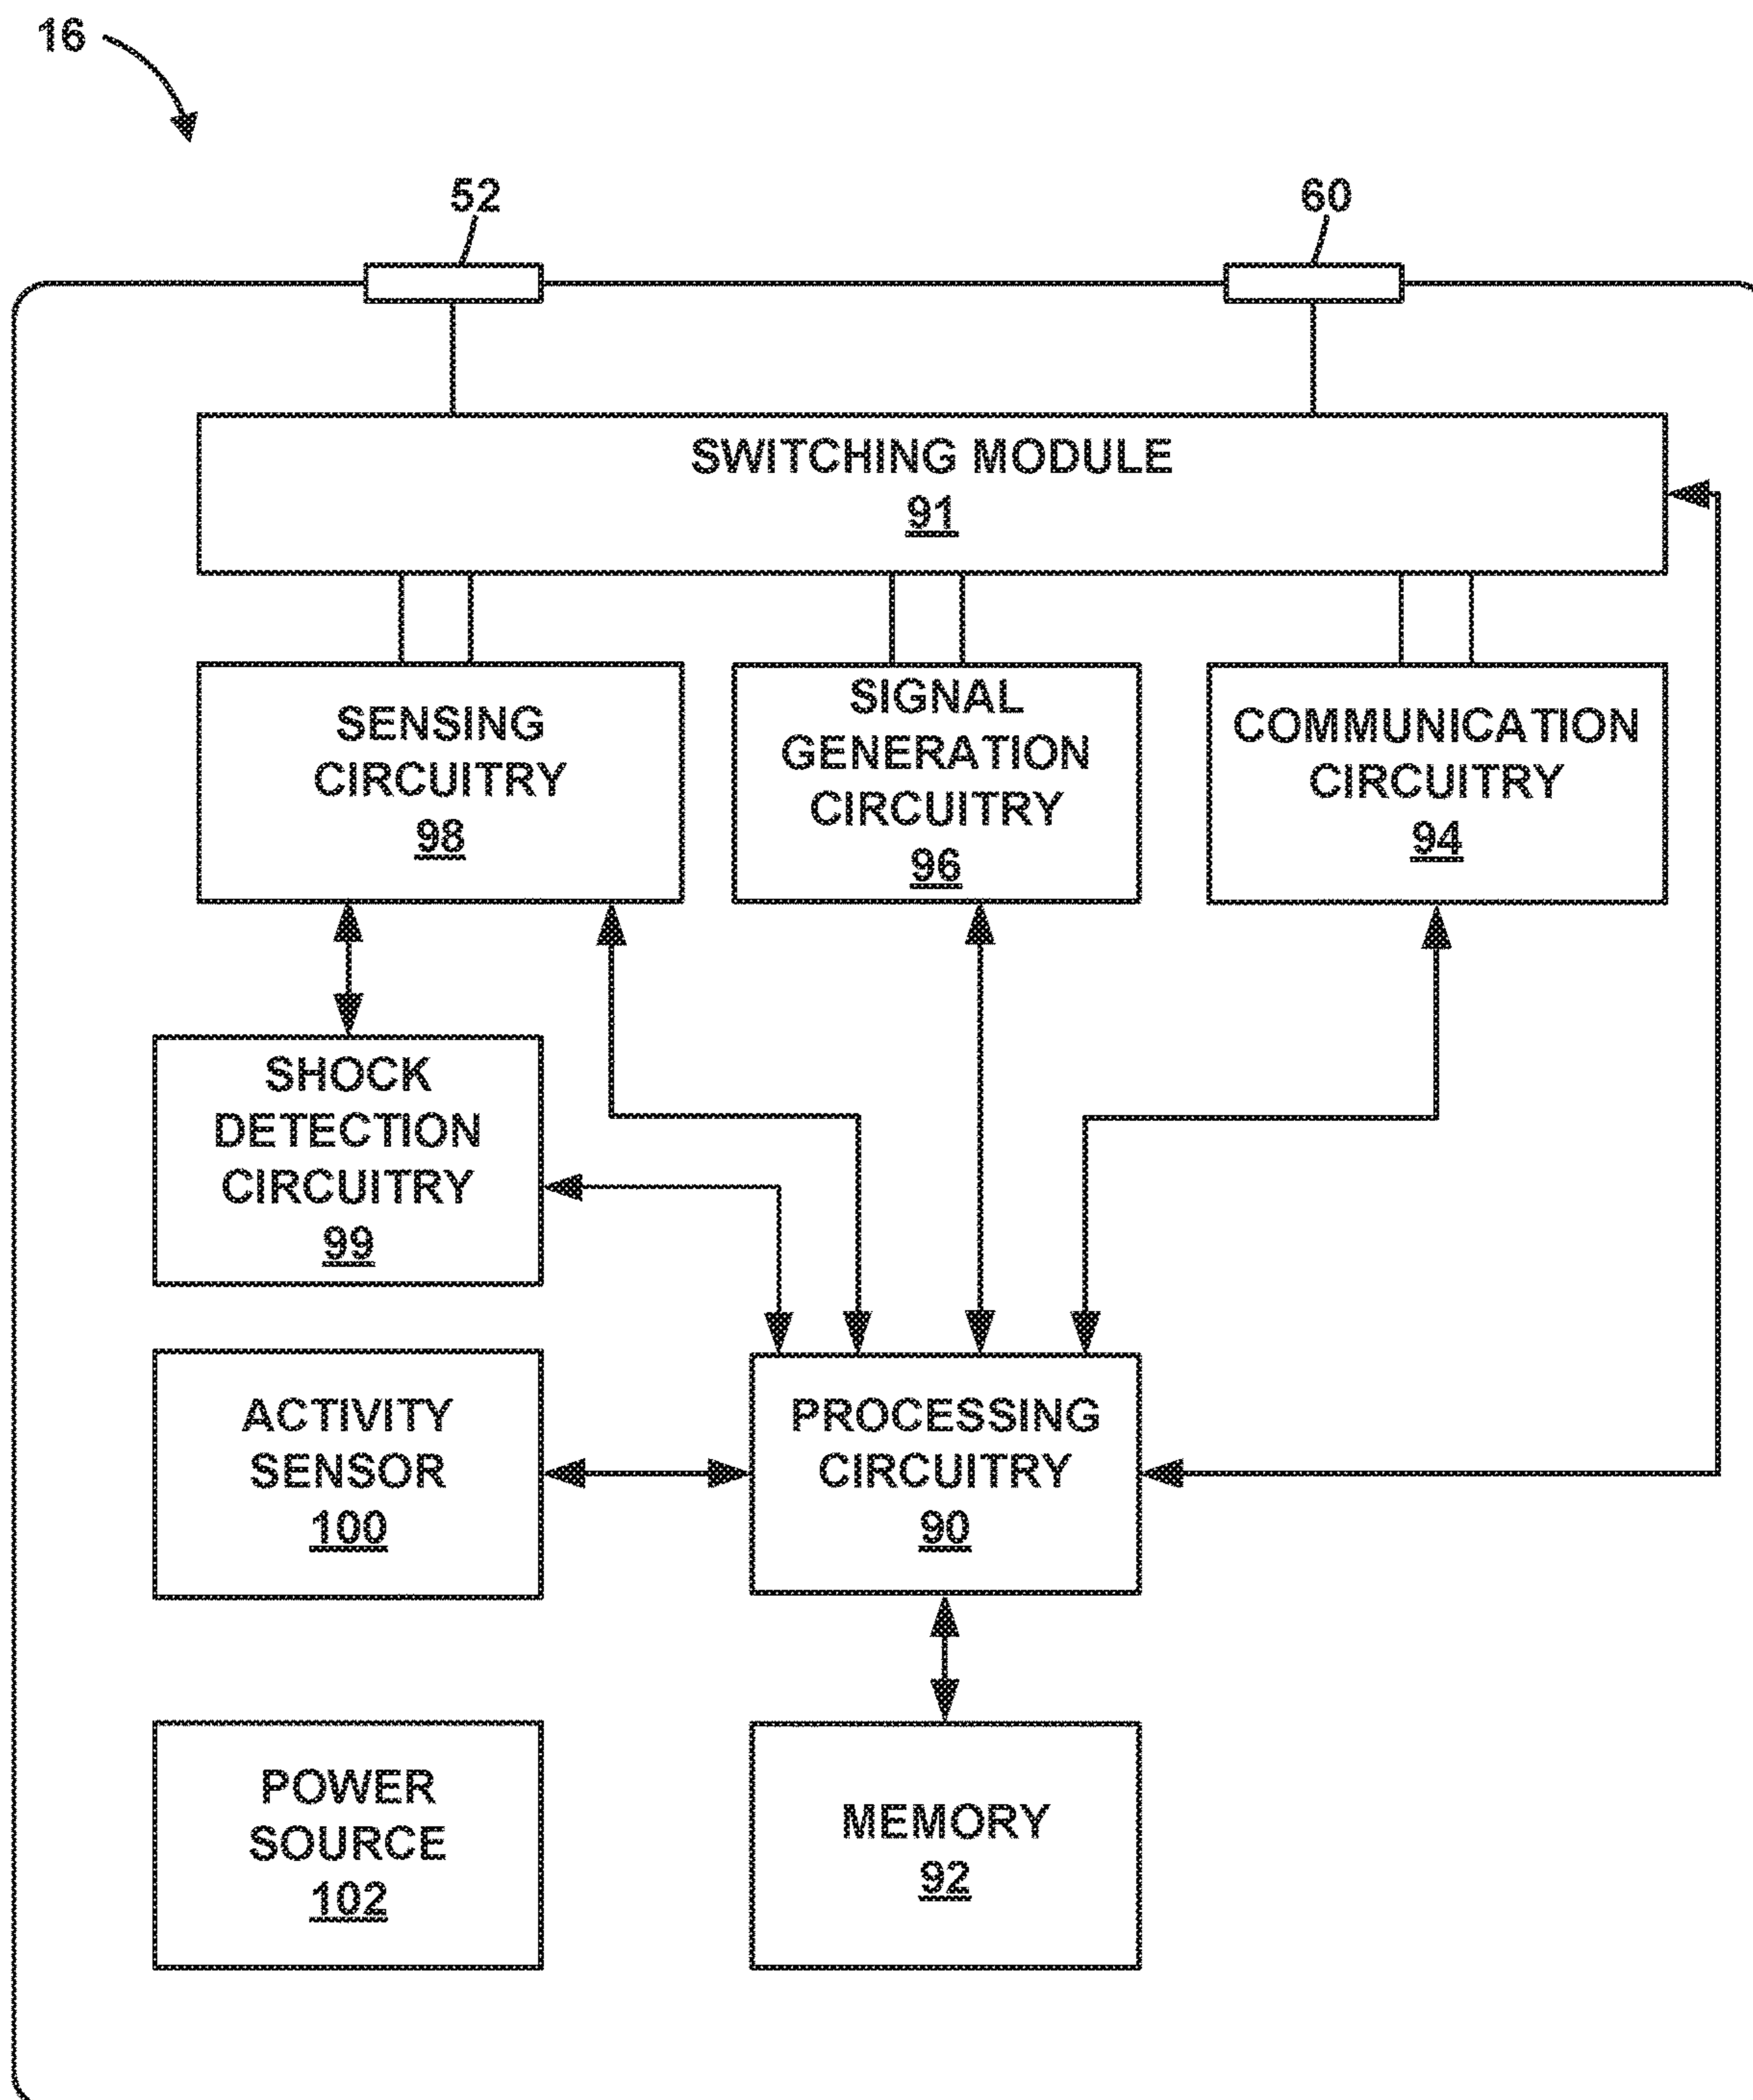 16
52
60
SWITCHING MODULE
91
SENSING
CIRCUITRY
98
SIGNAL
GENERATION
CIRCUITRY
96
COMMUNICATION
CIRCUITRY
94
SHOCK
DETECTION
CIRCUITRY
99
ACTIVITY
SENSOR
100
PROCESSING
CIRCUITRY
90
POWER
SOURCE
102
MEMORY
92